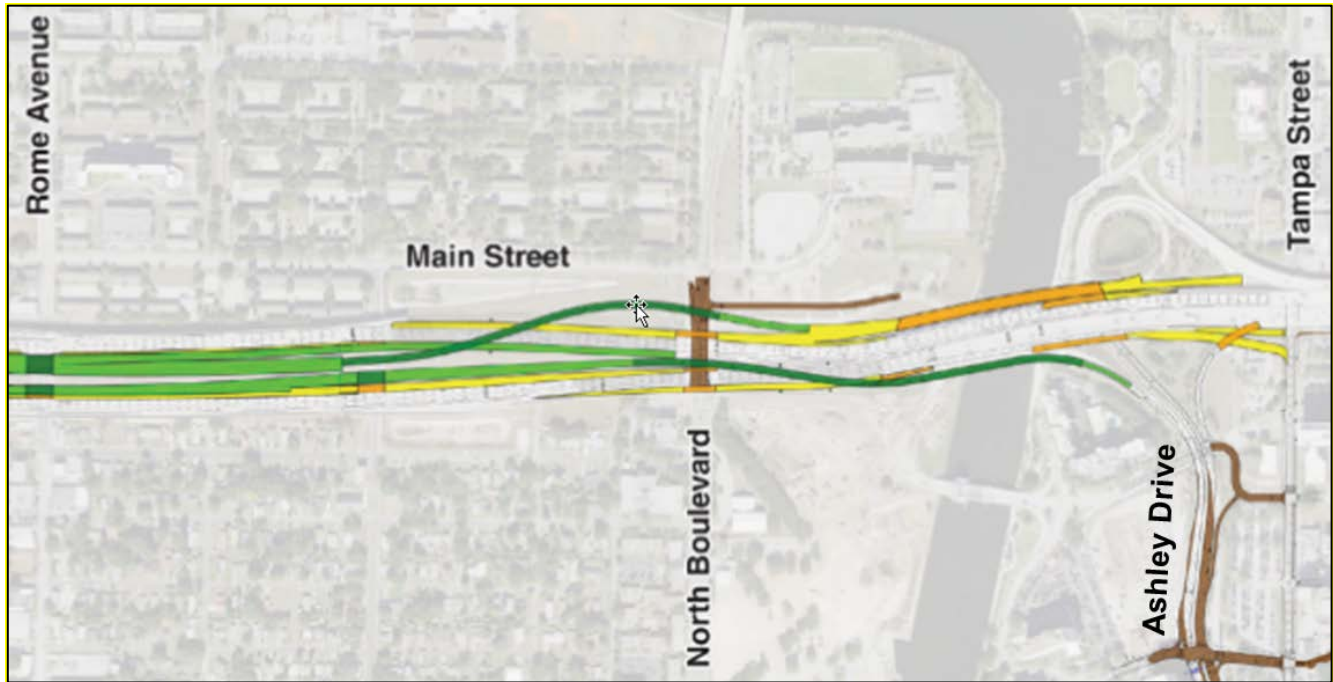 Rome Avenue
Main Street
North Boulevard
Ashley Drive
Tampa Street